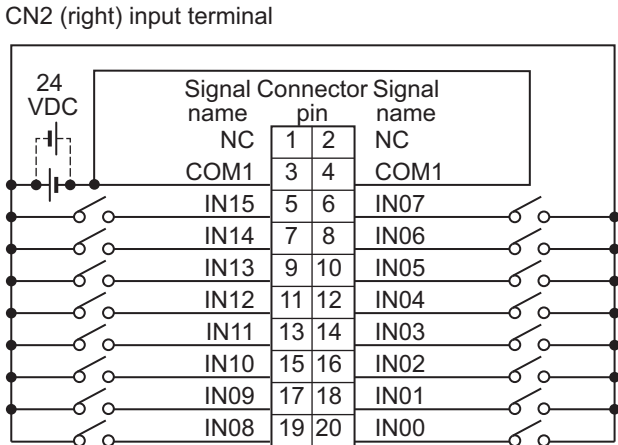 CN2 (right) input terminal
24
VDC
Signal Connector Signal
name pin name
NC 1 2 NC
COM1 3 4 COM1
IN15 5 6 IN07
IN14 7 8 IN06
IN13 9 10 IN05
IN12 11 12 IN04
IN11 13 14 IN03
IN10 15 16 IN02
IN09 17 18 IN01
IN08 19 20 IN00